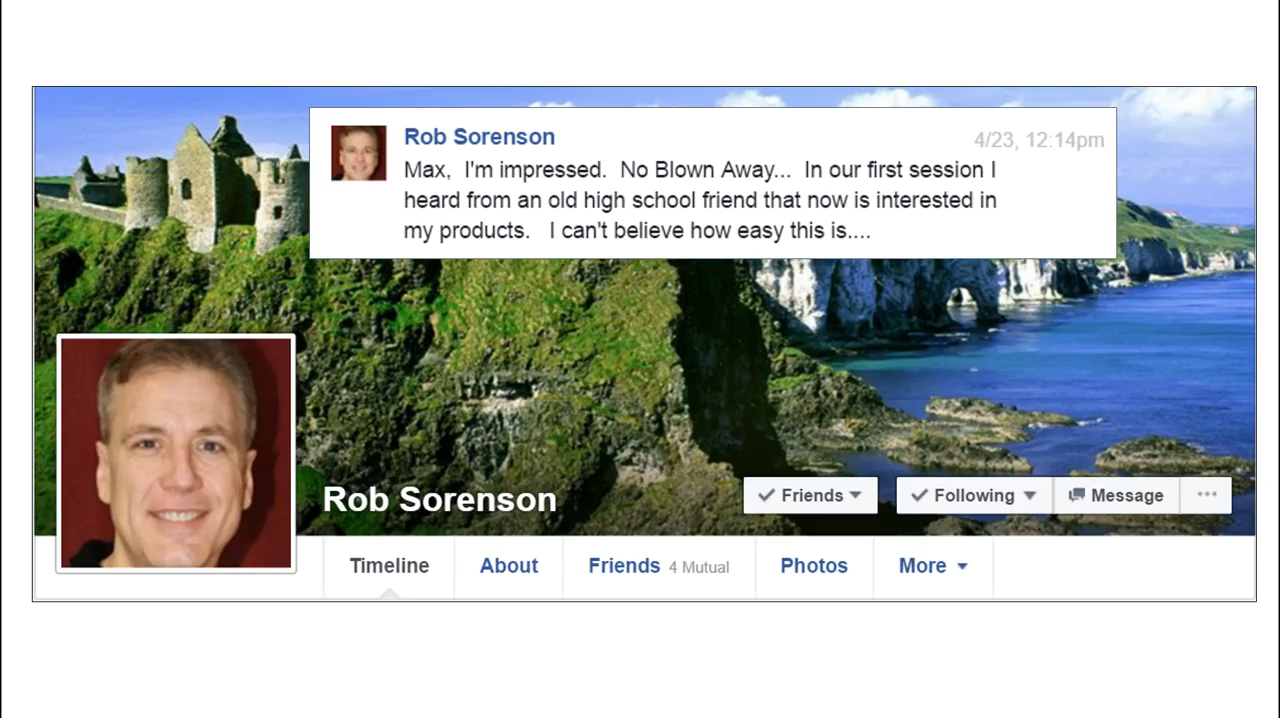 Rob Sorenson 4/23, 12:14pm
Max,  I'm impressed.  No Blown Away...  In our first session I
heard from an old high school friend that now is interested in
my products.   I can't believe how easy this is....
Rob Sorenson
Friends Following Message ...
Timeline About Friends 4 Mutual Photos More